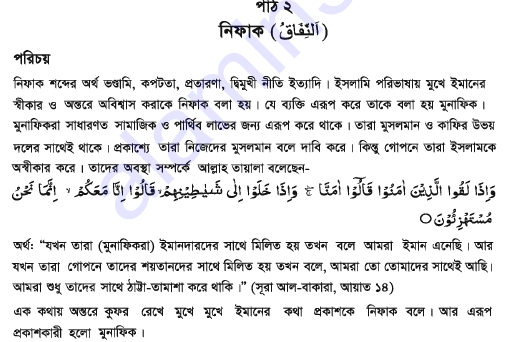 পাঠ ২
নিফাক (اَلنِّفَاقُ)
পরিচয়
নিফাক শব্দের অর্থ ভণ্ডামি, কপটতা, প্রতারণা, দ্বিমুখী নীতি ইত্যাদি। ইসলামি পরিভাষায় মুখে ইমানের
স্বীকার ও অন্তরে অবিশ্বাস করাকে নিফাক বলা হয়। যে ব্যক্তি এরূপ করে তাকে বলা হয় মুনাফিক।
মুনাফিকরা সাধারণত সামাজিক ও পার্থিব লাভের জন্য এরূপ করে থাকে। তারা মুসলমান ও কাফির উভয়
দলের সাথেই থাকে। প্রকাশ্যে তারা নিজেদের মুসলমান বলে দাবি করে। কিন্তু গোপনে তারা ইসলামকে
অস্বীকার করে। তাদের অবস্থা সম্পর্কে আল্লাহ তায়ালা বলেছেন-
وَاِذَا لَقُوا الَّذِيْنَ اٰمَنُوْا قَالُوْٓا اٰمَنَّا ۚ وَاِذَا خَلَوْا اِلٰى شَيٰطِيْنِهِمْ ۙ قَالُوْٓا اِنَّا مَعَكُمْ ۙ اِنَّمَا نَحْنُ
مُسْتَهْزِئُوْنَ ○
অর্থ: “যখন তারা (মুনাফিকরা) ইমানদারদের সাথে মিলিত হয় তখন বলে আমরা ইমান এনেছি। আর
যখন তারা গোপনে তাদের শয়তানদের সাথে মিলিত হয় তখন বলে, আমরা তো তোমাদের সাথেই আছি।
আমরা শুধু তাদের সাথে ঠাট্টা-তামাশা করে থাকি।” (সূরা আল-বাকারা, আয়াত ১৪)
এক কথায় অন্তরে কুফর রেখে মুখে মুখে ইমানের কথা প্রকাশকে নিফাক বলে। আর এরূপ
প্রকাশকারী হলো মুনাফিক।